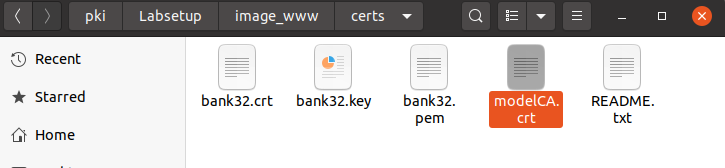 pki Labsetup image_www certs
Recent
Starred
Home
bank32.crt bank32.key bank32. modelCA. README.
pem crt txt